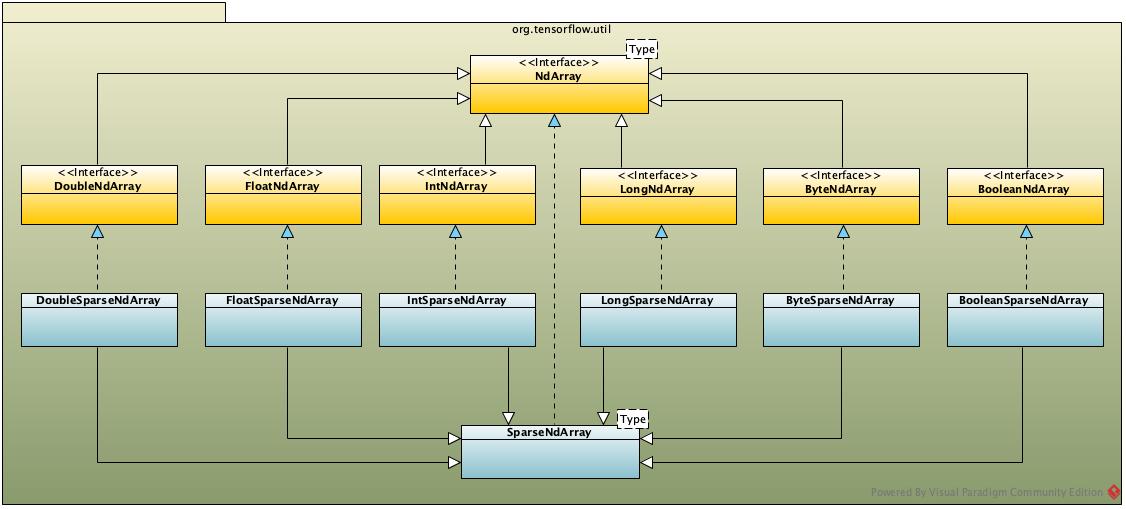 org.tensorflow.util
Type
<<Interface>>
NdArray
<<Interface>>
DoubleNdArray
<<Interface>>
FloatNdArray
<<Interface>>
IntNdArray
<<Interface>>
LongNdArray
<<Interface>>
ByteNdArray
<<Interface>>
BooleanNdArray
DoubleSparseNdArray
FloatSparseNdArray
IntSparseNdArray
LongSparseNdArray
ByteSparseNdArray
BooleanSparseNdArray
Type
SparseNdArray
Powered By Visual Paradigm Community Edition